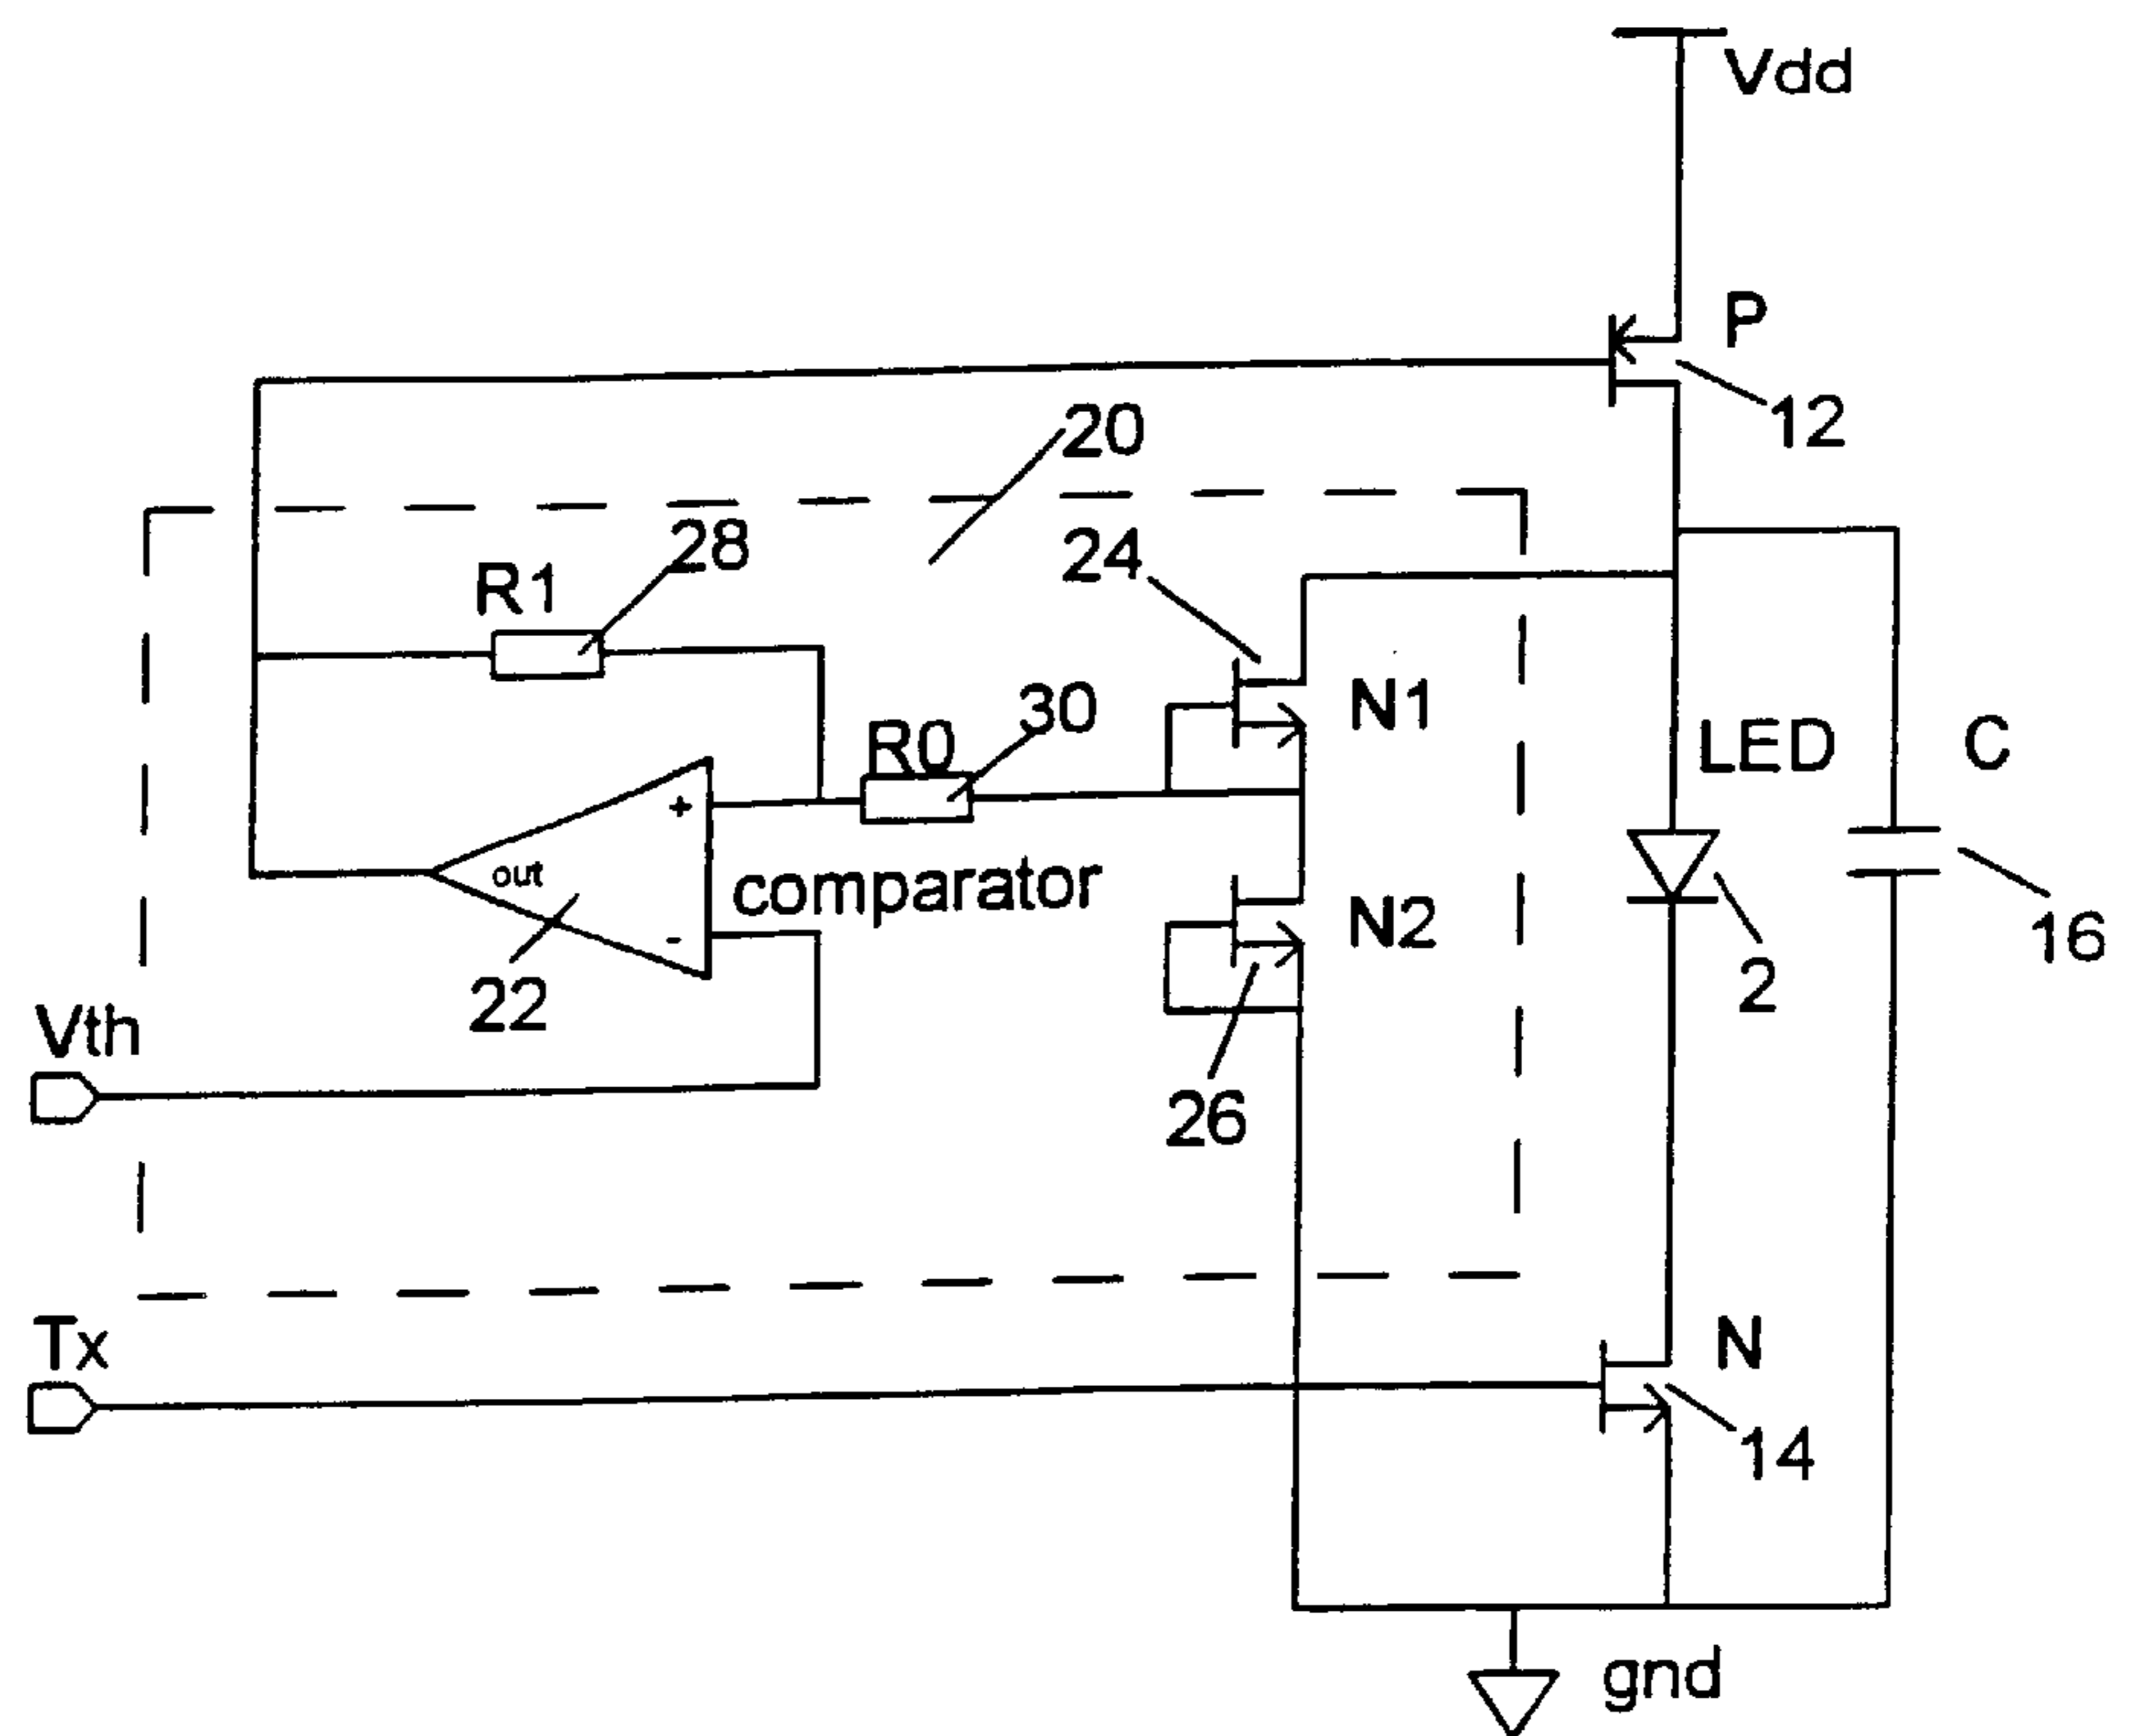 Vdd
P
12
20
28
24
R1
30
N1
R0
LED
C
+
out
comparator
N2
-
16
22
2
Vth
26
Tx
N
14
gnd